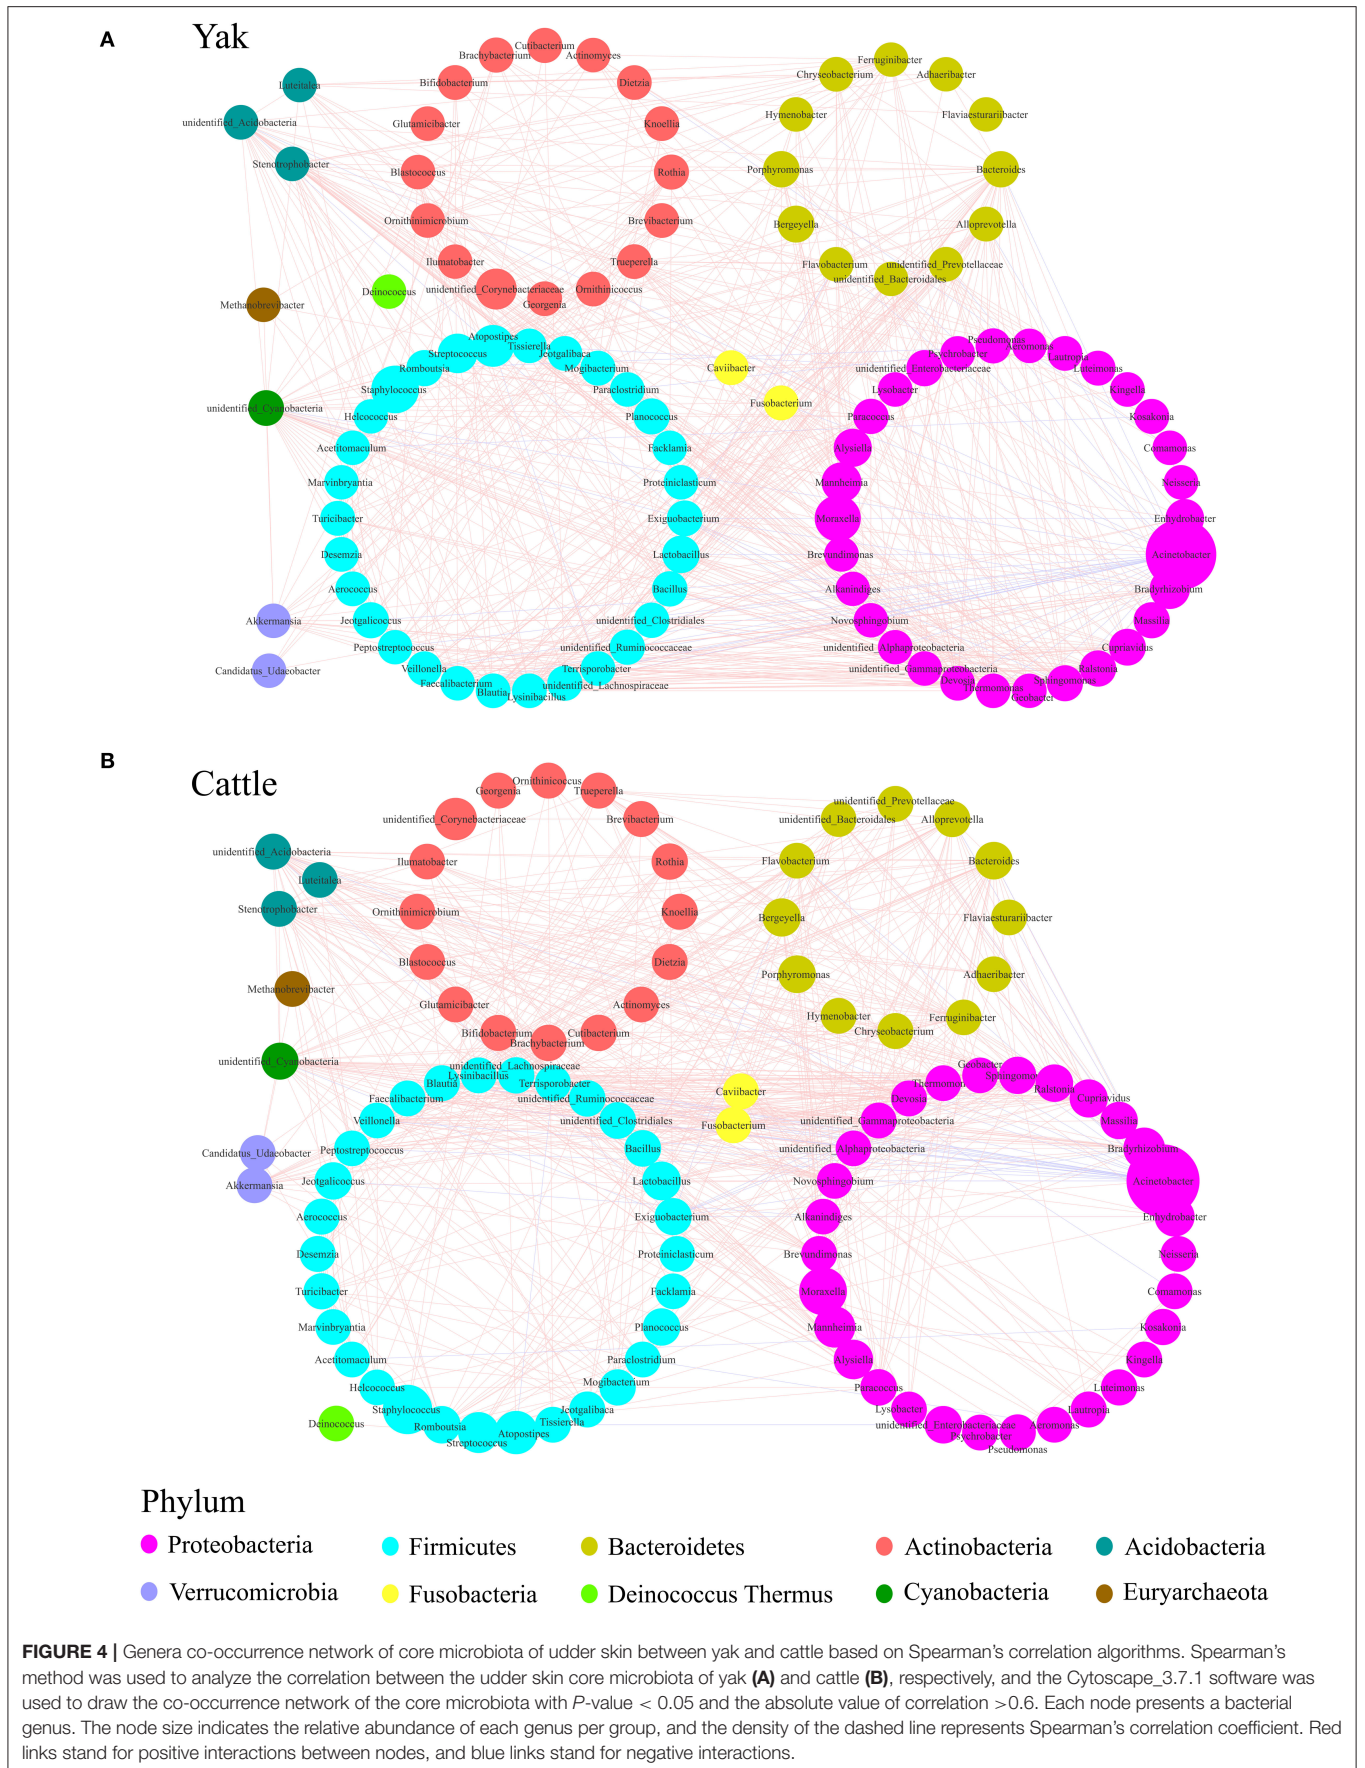 A
Yak
Cutibacterium
Brachybacterium
Actinomyces
Bifidobacterium
Dietzia
Glutamicibacter
Knoellia
Blastococcus
Rothia
Ornithinimicrobium
Brevibacterium
Ilumatobacter
Trueperella
unidentified_Corynebacteriaceae
Ornithinicoccus
Georgenia
Luteitalea
unidentified_Acidobacteria
Stenotrophobacter
Methanobrevibacter
Deinococcus
unidentified_Cyanobacteria
Akkermansia
Candidatus_Udaeobacter
Ferruginibacter
Chryseobacterium
Adhaeribacter
Hymenobacter
Flaviaesturariibacter
Porphyromonas
Bacteroides
Bergeyella
Alloprevotella
Flavobacterium
unidentified_Prevotellaceae
unidentified_Bacteroidales
Atopostipes
Streptococcus
Tissierella
Jeotgalibaca
Romboutsia
Mogibacterium
Staphylococcus
Paraclostridium
Helcococcus
Planococcus
Acetitomaculum
Facklamia
Marvinbryantia
Proteiniclasticum
Turicibacter
Exiguobacterium
Desemzia
Lactobacillus
Aerococcus
Bacillus
Jeotgalicoccus
unidentified_Clostridiales
Peptostreptococcus
unidentified_Ruminococcaceae
Veillonella
Terrisporobacter
Faecalibacterium
unidentified_Lachnospiraceae
Blautia
Lysinibacillus
Caviibacter
Fusobacterium
Pseudomonas
Aeromonas
Psychrobacter
Lautropia
unidentified_Enterobacteriaceae
Luteimonas
Lysobacter
Kingella
Paracoccus
Kosakonia
Alysiella
Comamonas
Mannheimia
Neisseria
Moraxella
Enhydrobacter
Brevundimonas
Acinetobacter
Alkanindiges
Bradyrhizobium
Novosphingobium
Massilia
unidentified_Alphaproteobacteria
Cupriavidus
unidentified_Gammaproteobacteria
Ralstonia
Devosia
Sphingomonas
Thermomonas
Geobacter
B
Cattle
Ornithinicoccus
Georgenia
Trueperella
unidentified_Corynebacteriaceae
Brevibacterium
Ilumatobacter
Rothia
Ornithinimicrobium
Knoellia
Blastococcus
Dietzia
Glutamicibacter
Actinomyces
Bifidobacterium
Cutibacterium
Brachybacterium
unidentified_Acidobacteria
Luteitalea
Stenotrophobacter
Methanobrevibacter
unidentified_Cyanobacteria
Candidatus_Udaeobacter
Akkermansia
unidentified_Prevotellaceae
unidentified_Bacteroidales
Alloprevotella
Flavobacterium
Bacteroides
Bergeyella
Flaviaesturariibacter
Porphyromonas
Adhaeribacter
Hymenobacter
Ferruginibacter
Chryseobacterium
unidentified_Lachnospiraceae
Lysinibacillus
Blautia
Terrisporobacter
Faecalibacterium
unidentified_Ruminococcaceae
Veillonella
unidentified_Clostridiales
Peptostreptococcus
Bacillus
Jeotgalicoccus
Lactobacillus
Aerococcus
Exiguobacterium
Desemzia
Proteiniclasticum
Turicibacter
Facklamia
Marvinbryantia
Planococcus
Acetitomaculum
Paraclostridium
Helcococcus
Mogibacterium
Staphylococcus
Jeotgalibaca
Romboutsia
Tissierella
Streptococcus
Atopostipes
Deinococcus
Caviibacter
Fusobacterium
Geobacter
Sphingomor
Thermomon
Ralstonia
Devosia
Cupriavidus
unidentified_Gammaproteobacteria
Massilia
unidentified_Alphaproteobacteria
Bradyrhizobium
Novosphingobium
Acinetobacter
Alkanindiges
Enhydrobacter
Brevundimonas
Neisseria
Moraxella
Comamonas
Mannheimia
Kosakonia
Alysiella
Kingella
Paracoccus
Luteimonas
Lysobacter
Lautropia
unidentified_Enterobacteriaceae
Aeromonas
Psychrobacter
Pseudomonas
Phylum
Proteobacteria
Firmicutes
Bacteroidetes
Actinobacteria
Acidobacteria
Verrucomicrobia
Fusobacteria
Deinococcus Thermus
Cyanobacteria
Euryarchaeota
FIGURE 4 | Genera co-occurrence network of core microbiota of udder skin between yak and cattle based on Spearman's correlation algorithms. Spearman's
method was used to analyze the correlation between the udder skin core microbiota of yak (A) and cattle (B), respectively, and the Cytoscape_3.7.1 software was
used to draw the co-occurrence network of the core microbiota with P-value < 0.05 and the absolute value of correlation >0.6. Each node presents a bacterial
genus. The node size indicates the relative abundance of each genus per group, and the density of the dashed line represents Spearman's correlation coefficient. Red
links stand for positive interactions between nodes, and blue links stand for negative interactions.